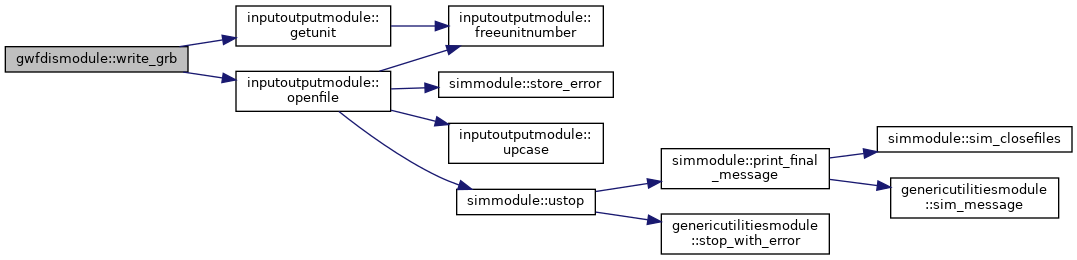 gwfdismodule::write_grb
inputoutputmodule::
getunit
inputoutputmodule::
openfile
inputoutputmodule::
freeunitnumber
simmodule::store_error
inputoutputmodule::
upcase
simmodule::ustop
simmodule::print_final
_message
genericutilitiesmodule
::stop_with_error
simmodule::sim_closefiles
genericutilitiesmodule
::sim_message